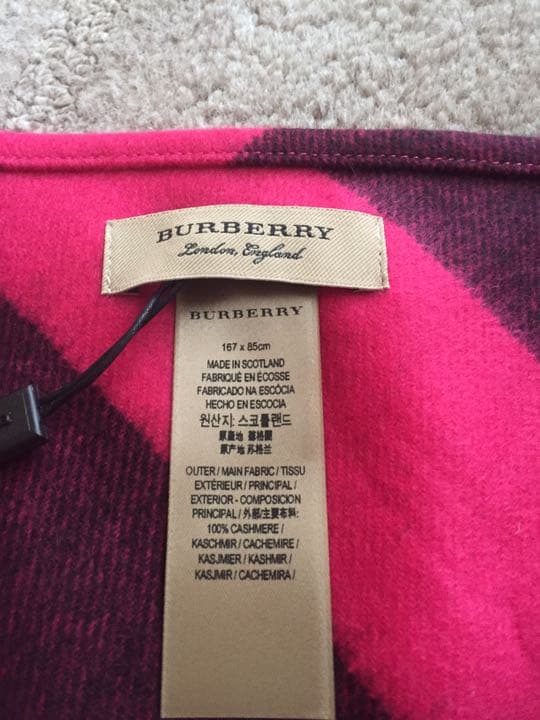 BURBERRY
London, England
BURBERRY
167 x 85cm
MADE IN SCOTLAND
FABRIQUÉ EN ÉCOSSE
FABRICADO NA ESCÓCIA
HECHO EN ESCOCIA
원산지: 스코틀랜드
原產地 蘇格蘭
原产地 苏格兰
OUTER / MAIN FABRIC / TISSU
EXTÉRIEUR / PRINCIPAL /
EXTERIOR - COMPOSICION
PRINCIPAL / 外部/主要布料:
100% CASHMERE /
KASCHMIR / CACHEMIRE /
KASJMIER / KASHMIR /
KASJMIR / CACHEMIRA /